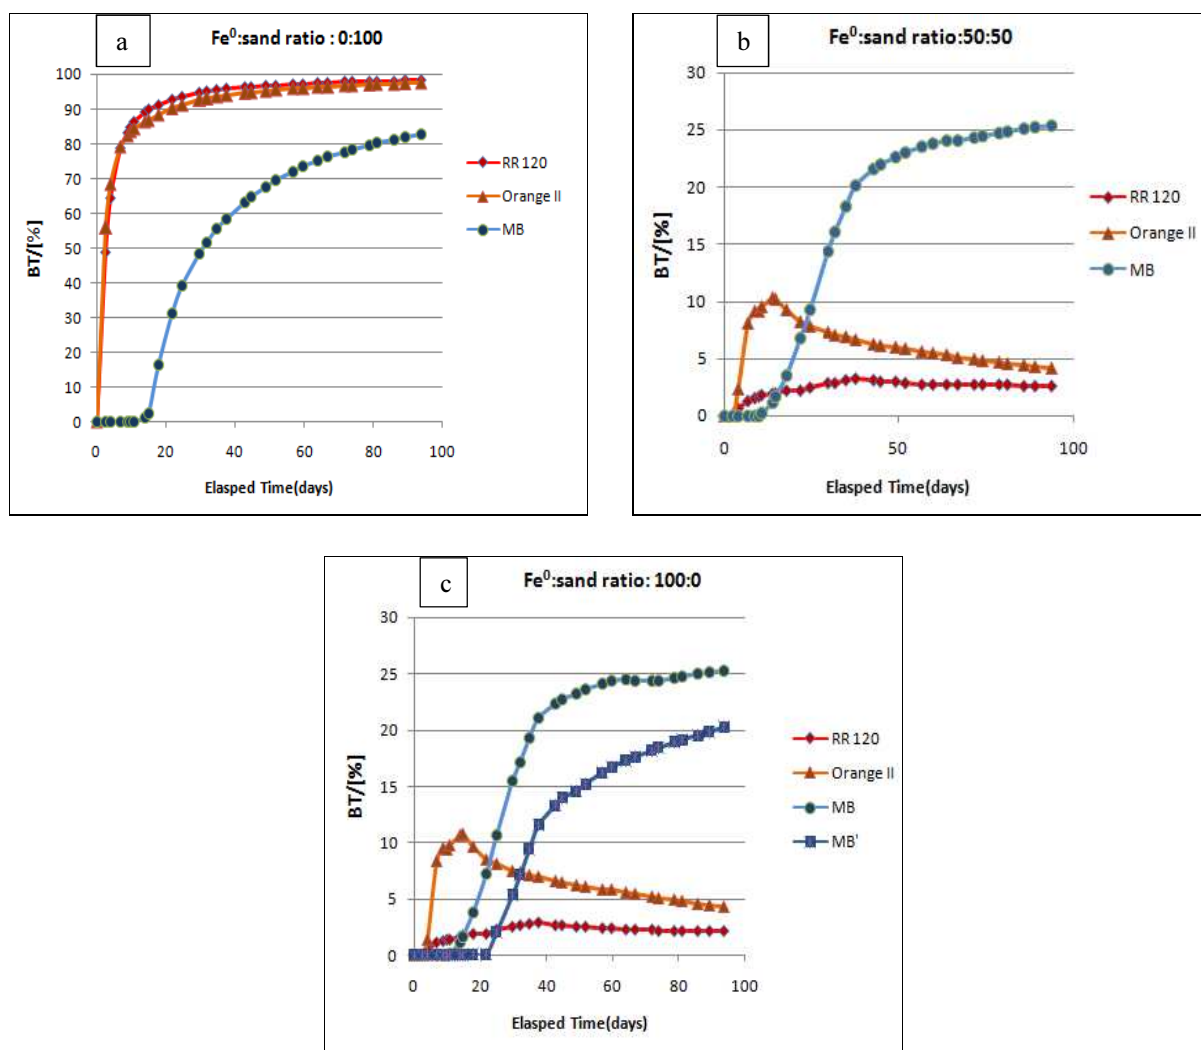 a
Fe⁰:sand ratio : 0:100
100
90
80
70
60
50
40
30
20
10
0
BT/[%]
0 20 40 60 80 100
Elasped Time(days)
RR 120
Orange II
MB
b
Fe⁰:sand ratio:50:50
30
25
20
15
10
5
0
BT/[%]
0 50 100
Elasped Time(days)
RR 120
Orange II
MB
c
Fe⁰:sand ratio: 100:0
30
25
20
15
10
5
0
BT/[%]
0 20 40 60 80 100
Elasped Time(days)
RR 120
Orange II
MB
MB'